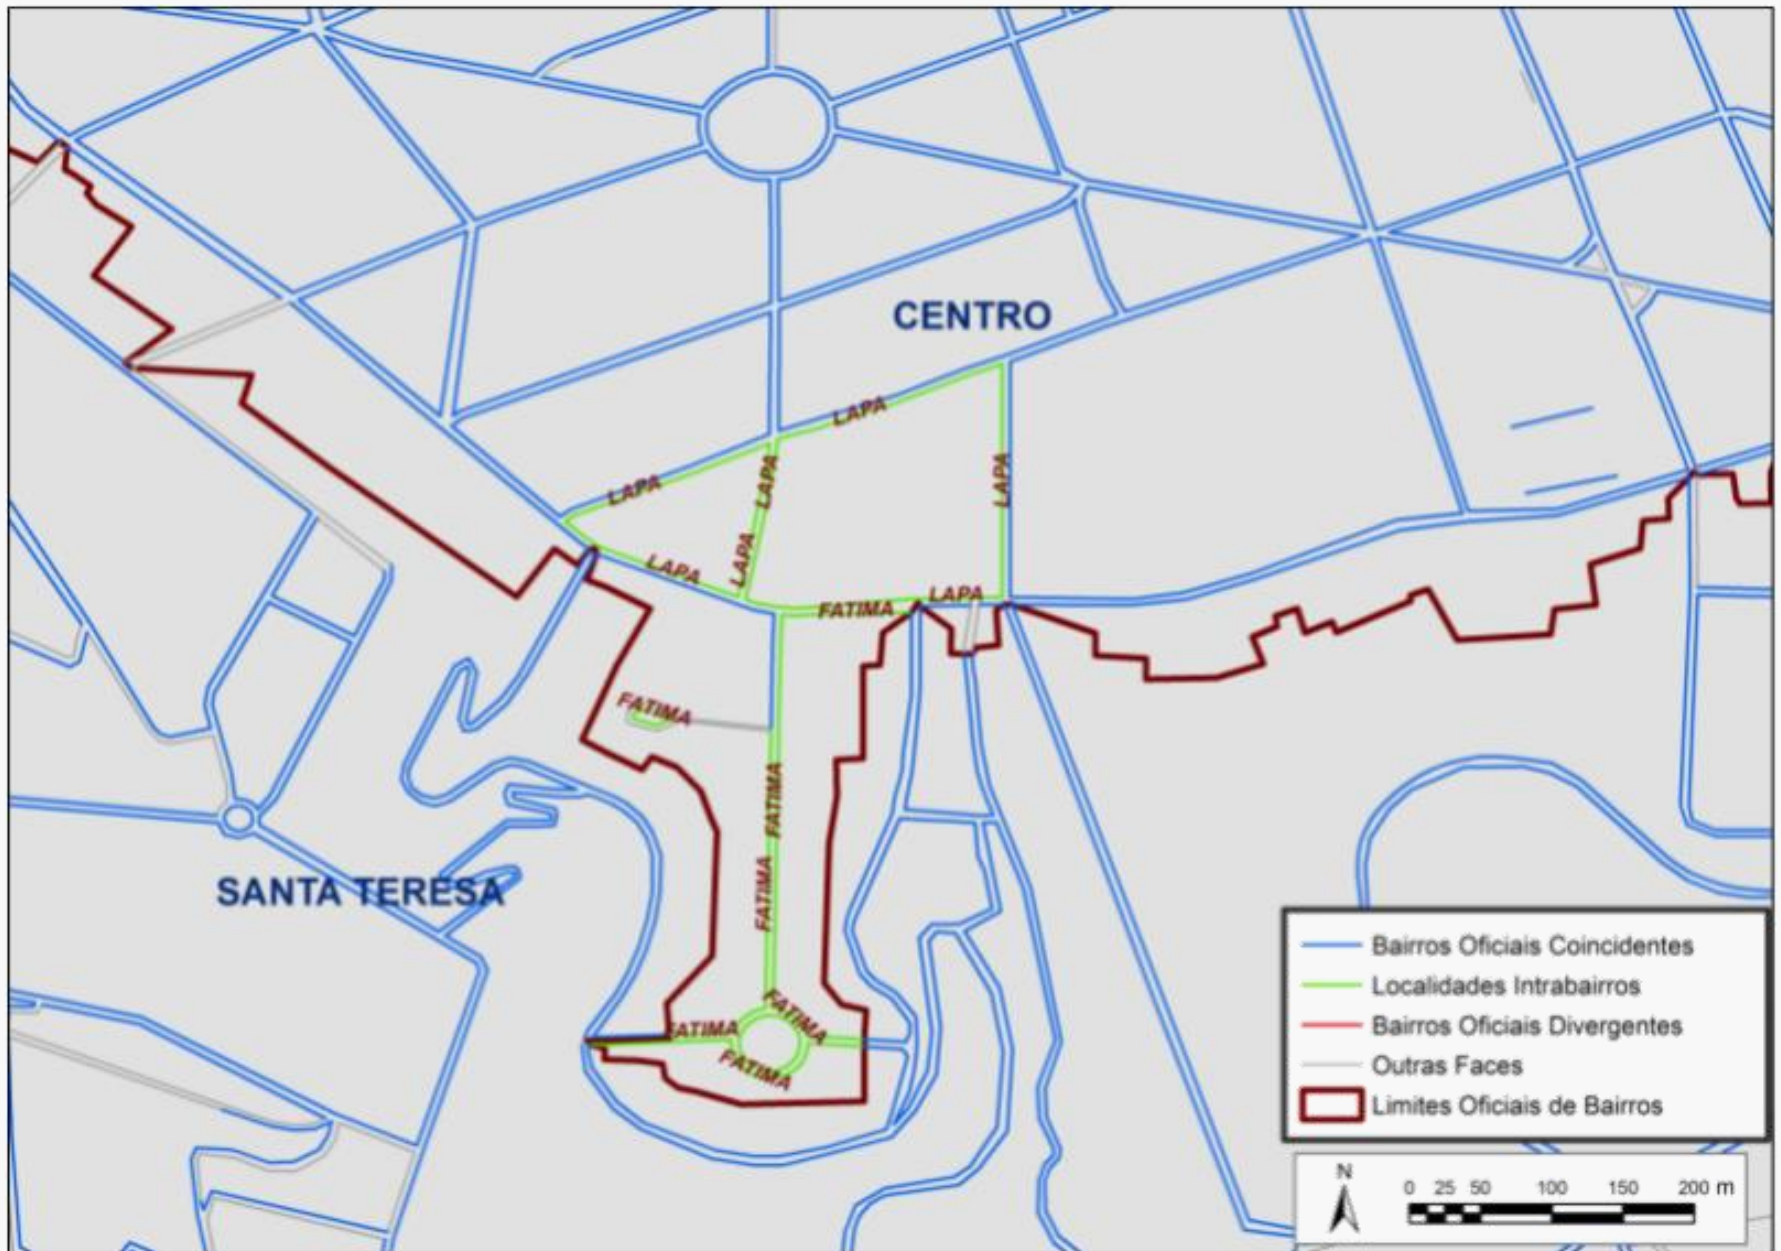 CENTRO
LAPA
LAPA
LAPA
LAPA
LAPA
LAPA
LAPA
FATIMA
FATIMA
FATIMA
FATIMA
SANTA TERESA
FATIMA
FATIMA
FATIMA
Bairros Oficiais Coincidentes
Localidades Intrabairros
Bairros Oficiais Divergentes
Outras Faces
Limites Oficiais de Bairros
N
0 25 50 100 150 200 m